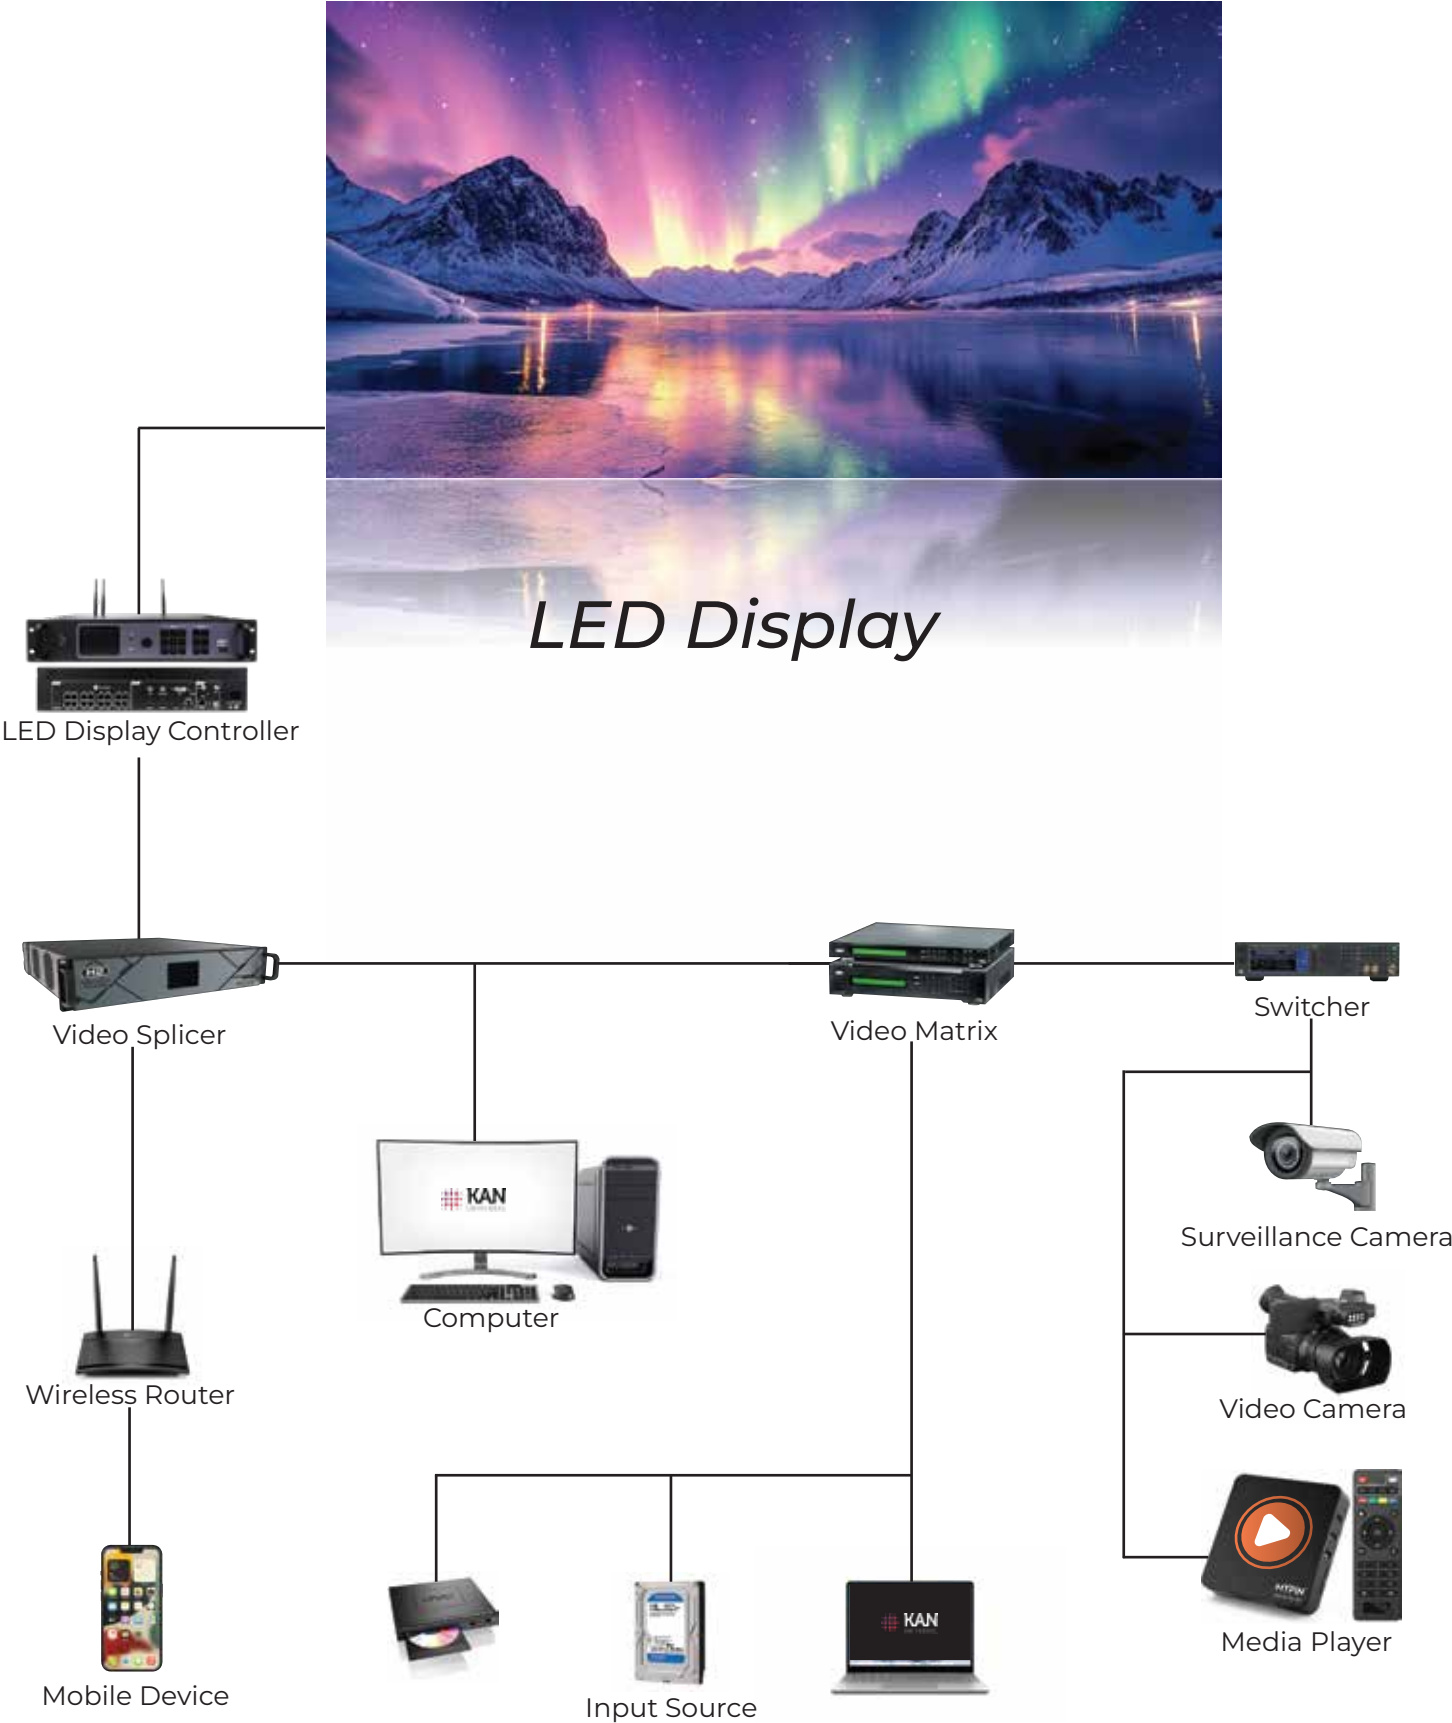 LED Display
LED Display Controller
H2
Video Splicer
Video Matrix
Switcher
KAN
Computer
Surveillance Camera
Wireless Router
Video Camera
KAN
Media Player
Mobile Device
Input Source